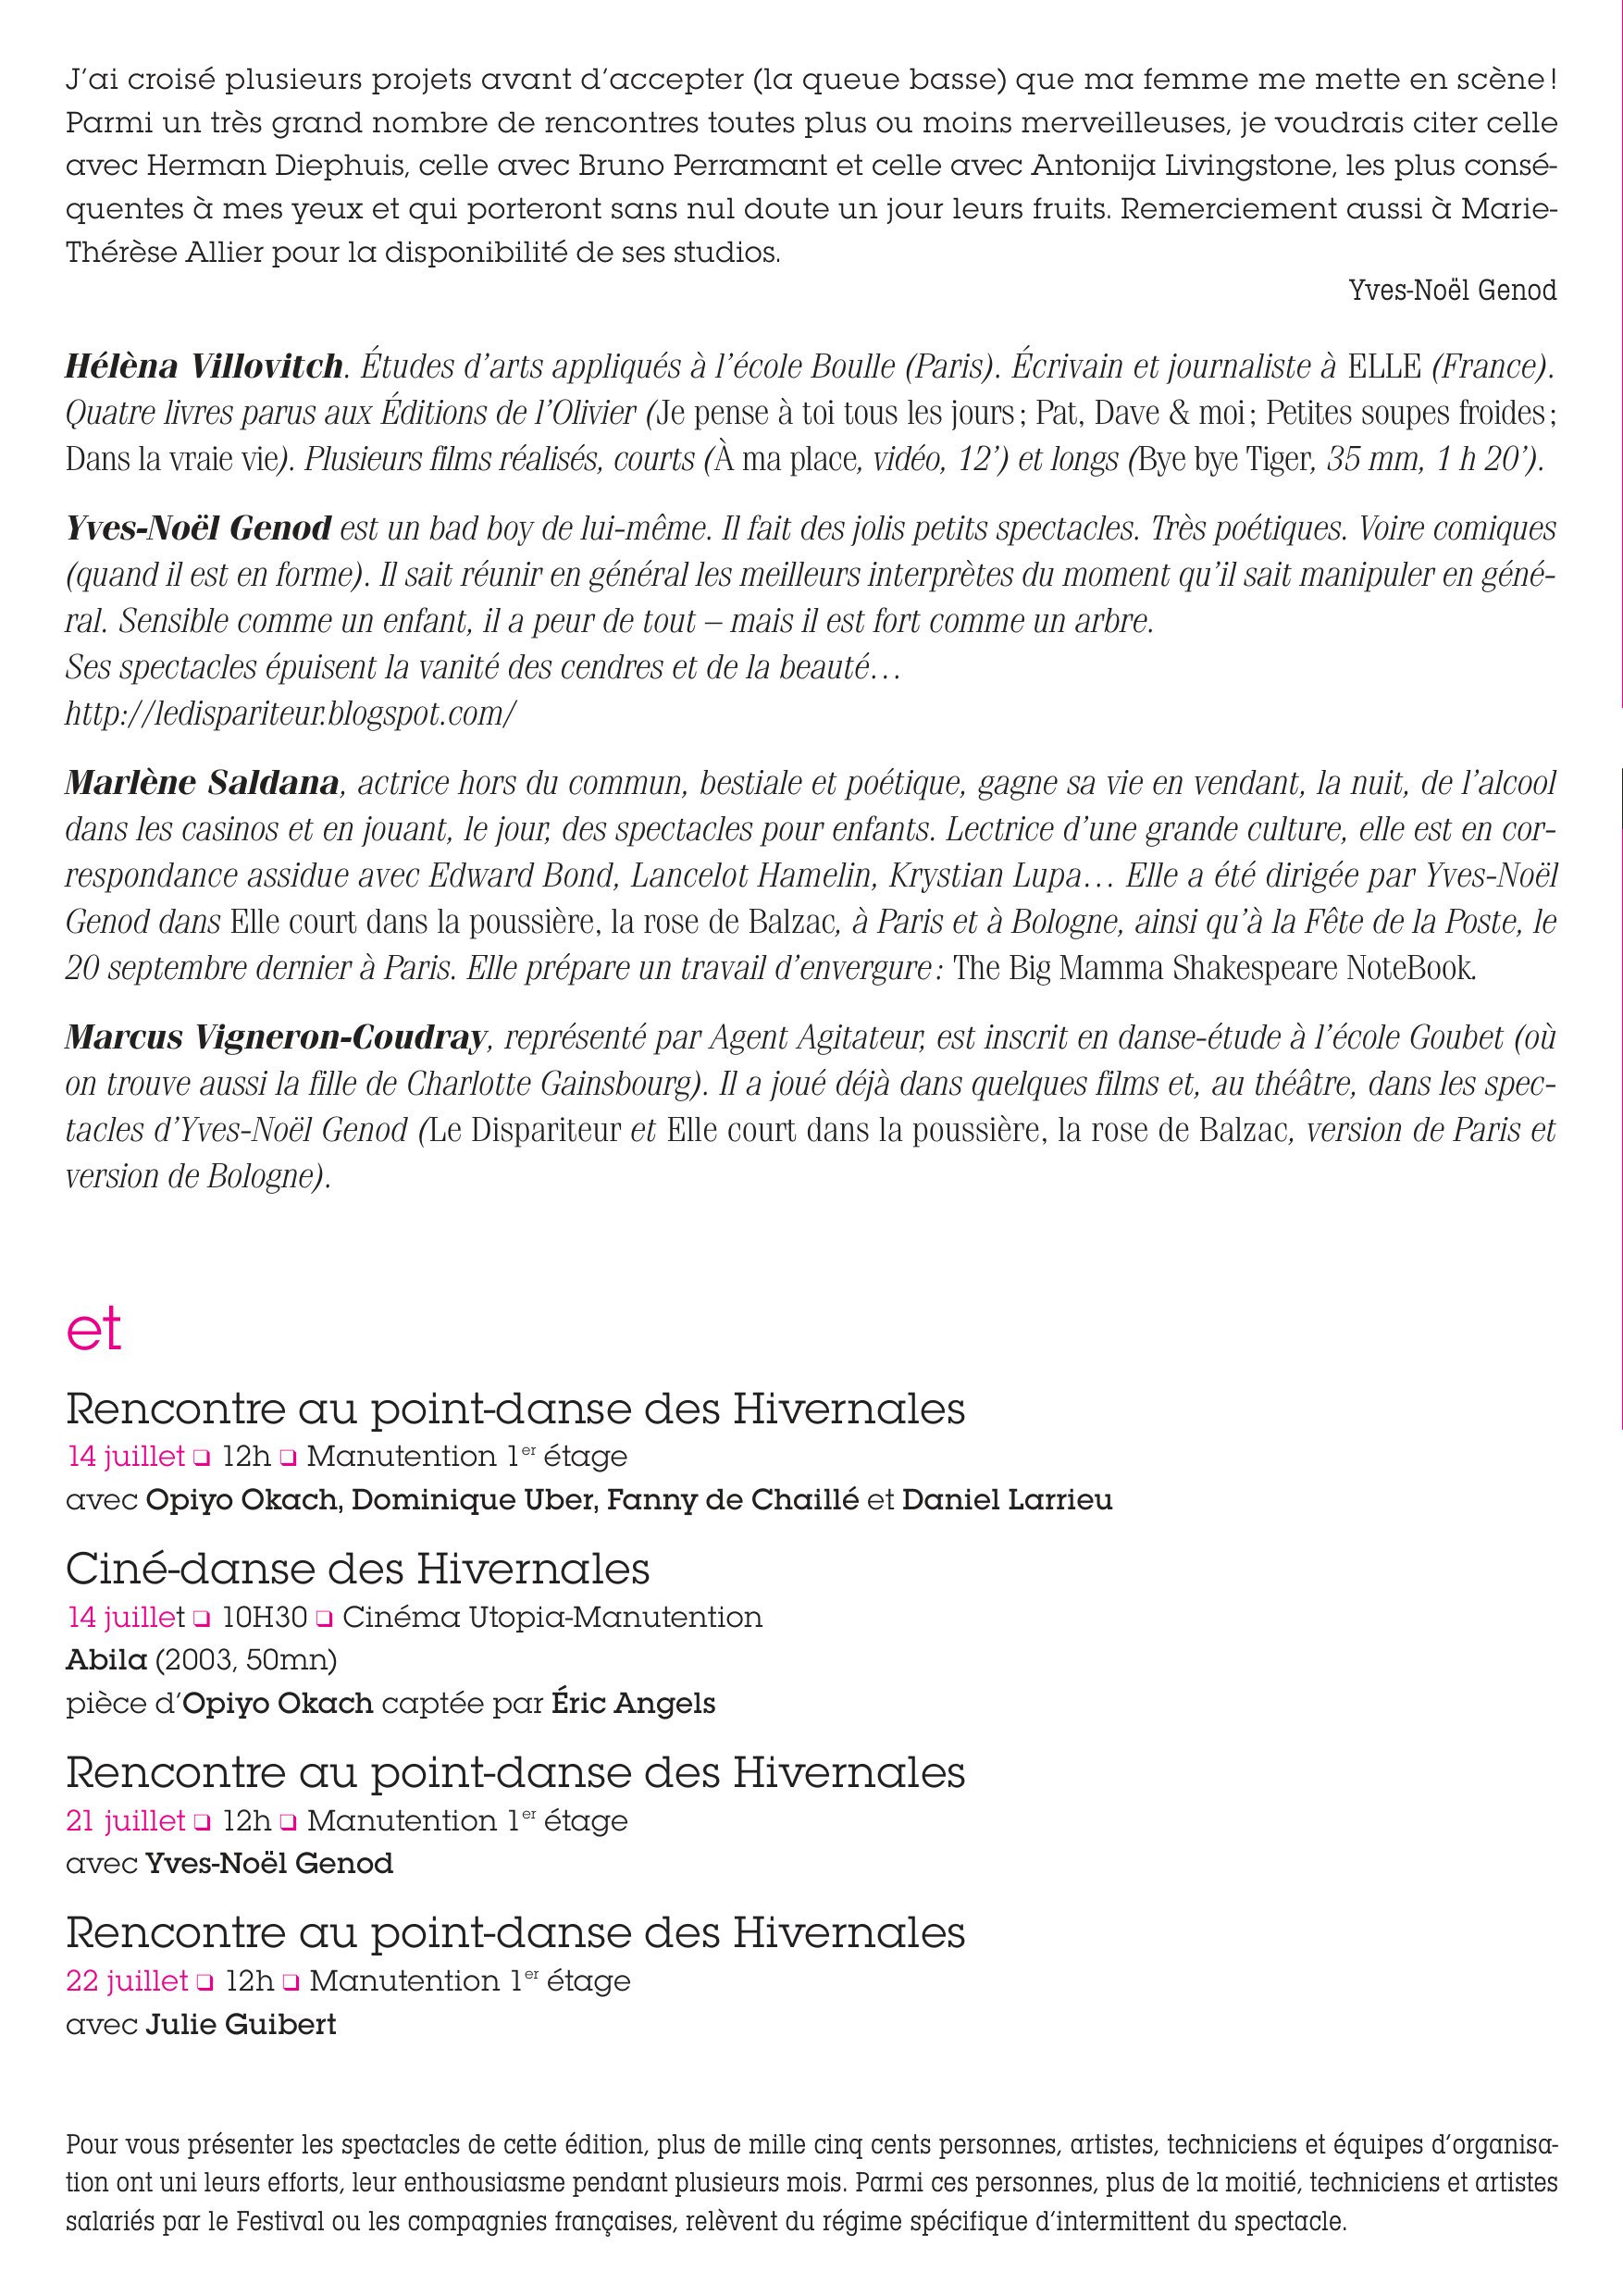 J’ai croisé plusieurs projets avant d’accepter (la queue basse) que ma femme me mette en scène !
Parmi un très grand nombre de rencontres toutes plus ou moins merveilleuses, je voudrais citer celle
avec Herman Diephuis, celle avec Bruno Perramant et celle avec Antonija Livingstone, les plus consé-
quentes à mes yeux et qui porteront sans nul doute un jour leurs fruits. Remerciement aussi à Marie-
Thérèse Allier pour la disponibilité de ses studios.
Yves-Noël Genod
Hélèna Villovitch. Études d’arts appliqués à l’école Boulle (Paris). Écrivain et journaliste à ELLE (France).
Quatre livres parus aux Éditions de l’Olivier (Je pense à toi tous les jours ; Pat, Dave & moi ; Petites soupes froides ;
Dans la vraie vie). Plusieurs films réalisés, courts (À ma place, vidéo, 12’) et longs (Bye bye Tiger, 35 mm, 1 h 20’).
Yves-Noël Genod est un bad boy de lui-même. Il fait des jolis petits spectacles. Très poétiques. Voire comiques
(quand il est en forme). Il sait réunir en général les meilleurs interprètes du moment qu’il sait manipuler en géné-
ral. Sensible comme un enfant, il a peur de tout – mais il est fort comme un arbre.
Ses spectacles épuisent la vanité des cendres et de la beauté…
http://ledispariteur.blogspot.com/
Marlène Saldana, actrice hors du commun, bestiale et poétique, gagne sa vie en vendant, la nuit, de l’alcool
dans les casinos et en jouant, le jour, des spectacles pour enfants. Lectrice d’une grande culture, elle est en cor-
respondance assidue avec Edward Bond, Lancelot Hamelin, Krystian Lupa… Elle a été dirigée par Yves-Noël
Genod dans Elle court dans la poussière, la rose de Balzac, à Paris et à Bologne, ainsi qu’à la Fête de la Poste, le
20 septembre dernier à Paris. Elle prépare un travail d’envergure : The Big Mamma Shakespeare NoteBook.
Marcus Vigneron-Coudray, représenté par Agent Agitateur, est inscrit en danse-étude à l’école Goubet (où
on trouve aussi la fille de Charlotte Gainsbourg). Il a joué déjà dans quelques films et, au théâtre, dans les spec-
tacles d’Yves-Noël Genod (Le Dispariteur et Elle court dans la poussière, la rose de Balzac, version de Paris et
version de Bologne).
et
Rencontre au point-danse des Hivernales
14 juillet ❏ 12h ❏ Manutention 1er étage
avec Opiyo Okach, Dominique Uber, Fanny de Chaillé et Daniel Larrieu
Ciné-danse des Hivernales
14 juillet ❏ 10H30 ❏ Cinéma Utopia-Manutention
Abila (2003, 50mn)
pièce d’Opiyo Okach captée par Éric Angels
Rencontre au point-danse des Hivernales
21 juillet ❏ 12h ❏ Manutention 1er étage
avec Yves-Noël Genod
Rencontre au point-danse des Hivernales
22 juillet ❏ 12h ❏ Manutention 1er étage
avec Julie Guibert
Pour vous présenter les spectacles de cette édition, plus de mille cinq cents personnes, artistes, techniciens et équipes d’organisa-
tion ont uni leurs efforts, leur enthousiasme pendant plusieurs mois. Parmi ces personnes, plus de la moitié, techniciens et artistes
salariés par le Festival ou les compagnies françaises, relèvent du régime spécifique d’intermittent du spectacle.